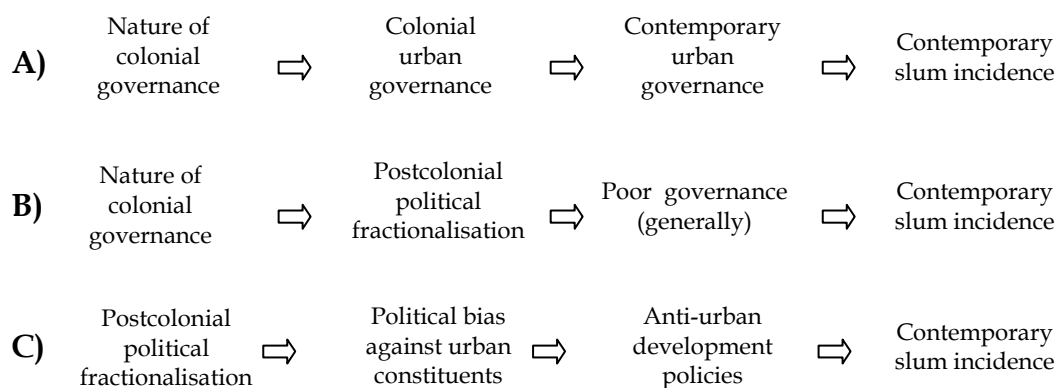 A)
Nature of
colonial
governance
Colonial
urban
governance
Contemporary
urban
governance
Contemporary
slum incidence
B)
Nature of
colonial
governance
Postcolonial
political
fractionalisation
Poor governance
(generally)
Contemporary
slum incidence
C)
Postcolonial
political
fractionalisation
Political bias
against urban
constituents
Anti-urban
development
policies
Contemporary
slum incidence